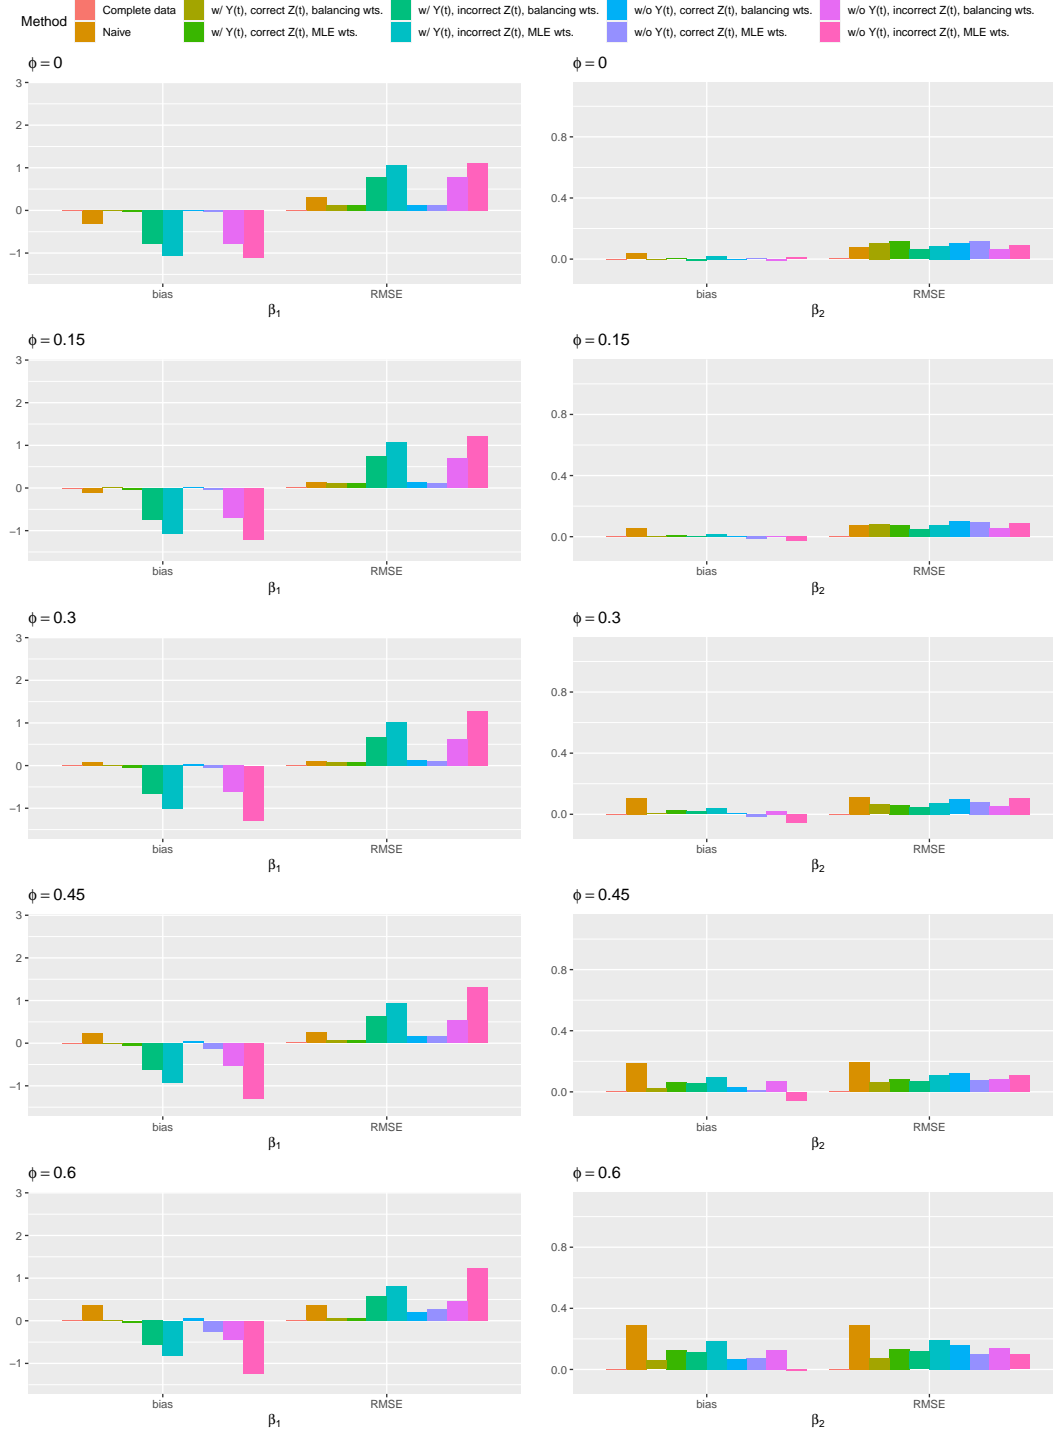 Method
Complete data
Naive
w/ Y(t), correct Z(t), balancing wts.
w/ Y(t), correct Z(t), MLE wts.
w/ Y(t), incorrect Z(t), balancing wts.
w/ Y(t), incorrect Z(t), MLE wts.
w/o Y(t), correct Z(t), balancing wts.
w/o Y(t), correct Z(t), MLE wts.
w/o Y(t), incorrect Z(t), balancing wts.
w/o Y(t), incorrect Z(t), MLE wts.
ϕ = 0
3
2
1
0
−1
bias
RMSE
β1
ϕ = 0
0.8
0.4
0.0
bias
RMSE
β2
ϕ = 0.15
3
2
1
0
−1
bias
RMSE
β1
ϕ = 0.15
0.8
0.4
0.0
bias
RMSE
β2
ϕ = 0.3
3
2
1
0
−1
bias
RMSE
β1
ϕ = 0.3
0.8
0.4
0.0
bias
RMSE
β2
ϕ = 0.45
3
2
1
0
−1
bias
RMSE
β1
ϕ = 0.45
0.8
0.4
0.0
bias
RMSE
β2
ϕ = 0.6
3
2
1
0
−1
bias
RMSE
β1
ϕ = 0.6
0.8
0.4
0.0
bias
RMSE
β2